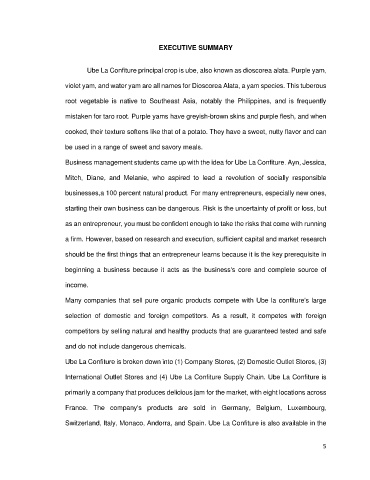 EXECUTIVE SUMMARY
Ube La Confiture principal crop is ube, also known as dioscorea alata. Purple yam,
violet yam, and water yam are all names for Dioscorea Alata, a yam species. This tuberous
root vegetable is native to Southeast Asia, notably the Philippines, and is frequently
mistaken for taro root. Purple yams have greyish-brown skins and purple flesh, and when
cooked, their texture softens like that of a potato. They have a sweet, nutty flavor and can
be used in a range of sweet and savory meals.
Business management students came up with the idea for Ube La Confiture. Ayn, Jessica,
Mitch, Diane, and Melanie, who aspired to lead a revolution of socially responsible
businesses,a 100 percent natural product. For many entrepreneurs, especially new ones,
starting their own business can be dangerous. Risk is the uncertainty of profit or loss, but
as an entrepreneur, you must be confident enough to take the risks that come with running
a firm. However, based on research and execution, sufficient capital and market research
should be the first things that an entrepreneur learns because it is the key prerequisite in
beginning a business because it acts as the business's core and complete source of
income.
Many companies that sell pure organic products compete with Ube la confiture's large
selection of domestic and foreign competitors. As a result, it competes with foreign
competitors by selling natural and healthy products that are guaranteed tested and safe
and do not include dangerous chemicals.
Ube La Confiture is broken down into (1) Company Stores, (2) Domestic Outlet Stores, (3)
International Outlet Stores and (4) Ube La Confiture Supply Chain. Ube La Confiture is
primarily a company that produces delicious jam for the market, with eight locations across
France. The company's products are sold in Germany, Belgium, Luxembourg,
Switzerland, Italy, Monaco, Andorra, and Spain. Ube La Confiture is also available in the
5